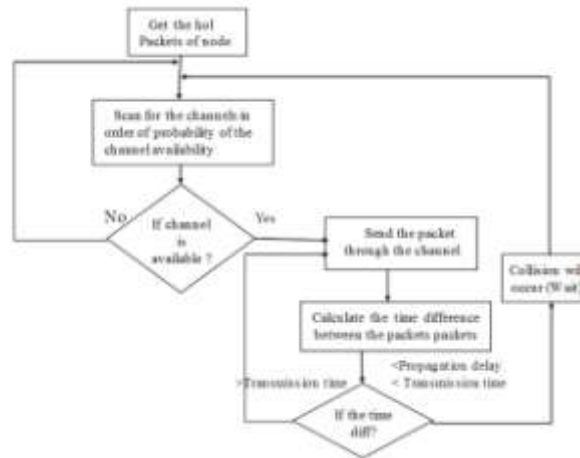 Get the hol
Packets of node
Scan for the channels in
order of probability of the
channel availability
No
If channel
is
available ?
Yes
Send the packet
through the channel
Collision will
occur (Wait)
Calculate the time difference
between the packets packets
<Propagation delay
>Transmission time
< Transmission time
If the time
diff?